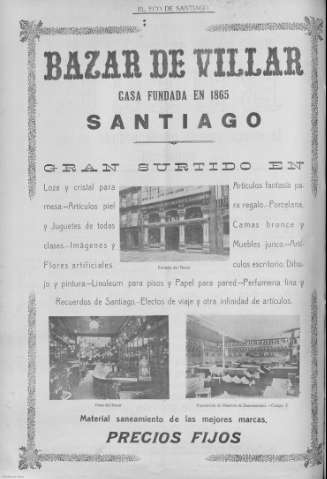 EL ECO DE SANTIAGO
BAZAR DE VILLAR
CASA FUNDADA EN 1865
SANTIAGO
GRAN SURTIDO EN
Loza y cristal para
mesa.—Artículos piel
y Juguetes de todas
clases.—Imágenes y
Flores artificiales
Artículos fantasía pa-
ra regalo.—Porcelana.
Camas bronce y
Muebles junco.—Artí-
culos escritorio. Dibu-
jo y pintura.—Linoleum para pisos y Papel para pared.—Perfumería fina y
Recuerdos de Santiago.—Efectos de viaje y otra infinidad de artículos.
Material saneamiento de las mejores marcas.
PRECIOS FIJOS